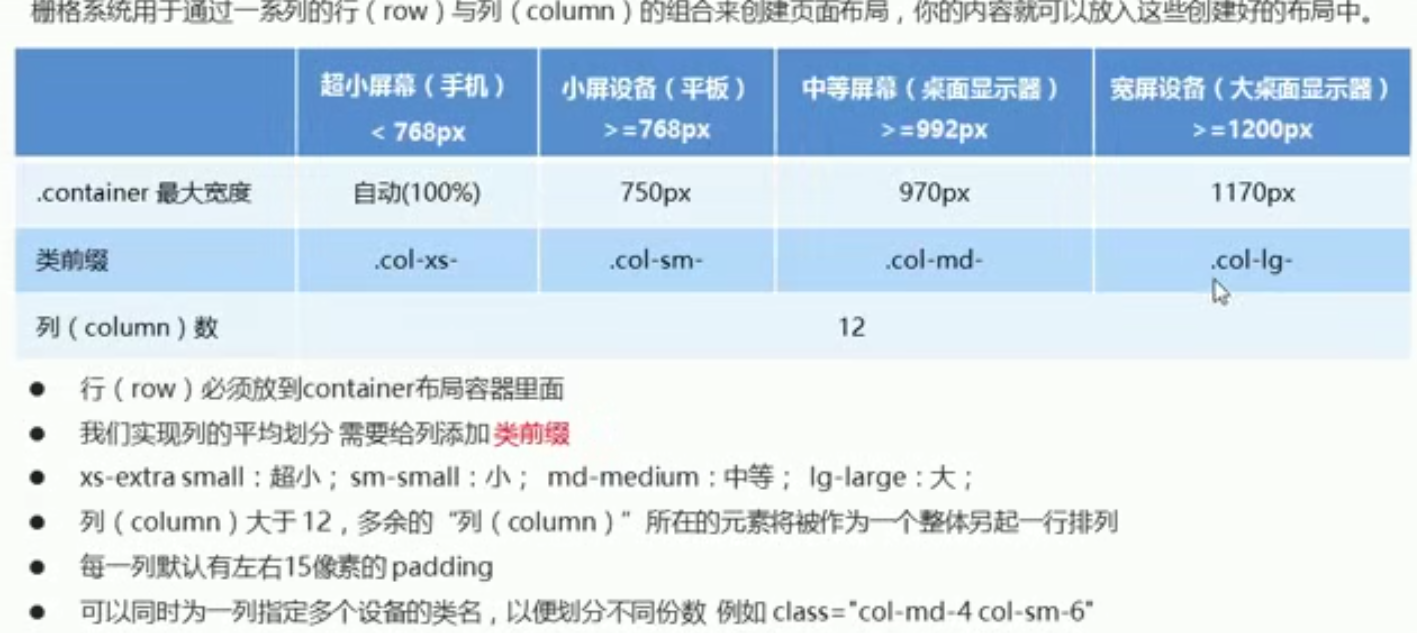 栅格系统用于通过一系列的行（row）与列（column）的组合来创建页面布局，你的内容就可以放入这些创建好的布局中。
超小屏幕（手机） 小屏设备（平板） 中等屏幕（桌面显示器） 宽屏设备（大桌面显示器）
< 768px >=768px >=992px >=1200px
.container 最大宽度 自动(100%) 750px 970px 1170px
类前缀 .col-xs- .col-sm- .col-md- .col-lg-
列（column）数 12
● 行（row）必须放到container布局容器里面
● 我们实现列的平均划分 需要给列添加 类前缀
● xs-extra small：超小； sm-small：小； md-medium：中等； lg-large：大；
● 列（column）大于 12，多余的“列（column）”所在的元素将被作为一个整体另起一行排列
● 每一列默认有左右15像素的 padding
● 可以同时为一列指定多个设备的类名，以便划分不同份数 例如 class="col-md-4 col-sm-6"